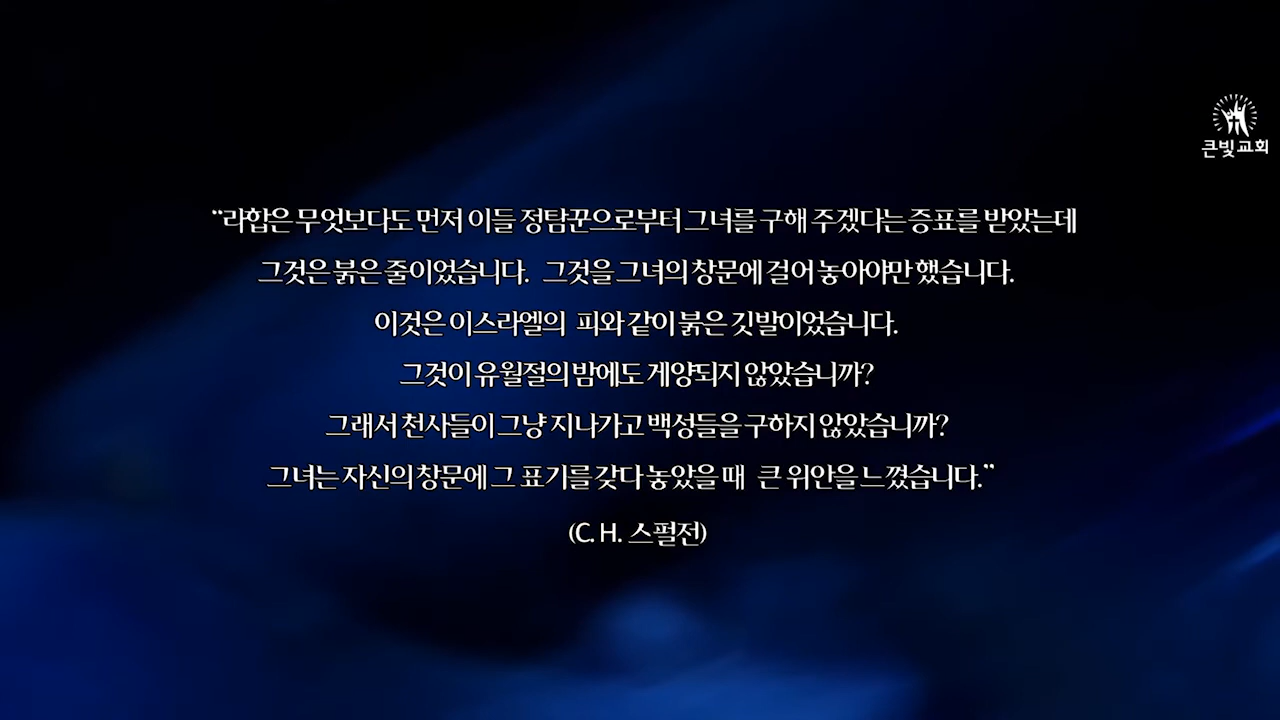 큰빛교회
“라합은 무엇보다도 먼저 이들 정탐꾼으로부터 그녀를 구해 주겠다는 증표를 받았는데
그것은 붉은 줄이었습니다. 그것을 그녀의 창문에 걸어 놓아야만 했습니다.
이것은 이스라엘의 피와 같이 붉은 깃발이었습니다.
그것이 유월절의 밤에도 게양되지 않았습니까?
그래서 천사들이 그냥 지나가고 백성들을 구하지 않았습니까?
그녀는 자신의 창문에 그 표기를 갖다 놓았을 때 큰 위안을 느꼈습니다.”
(C. H. 스펄전)